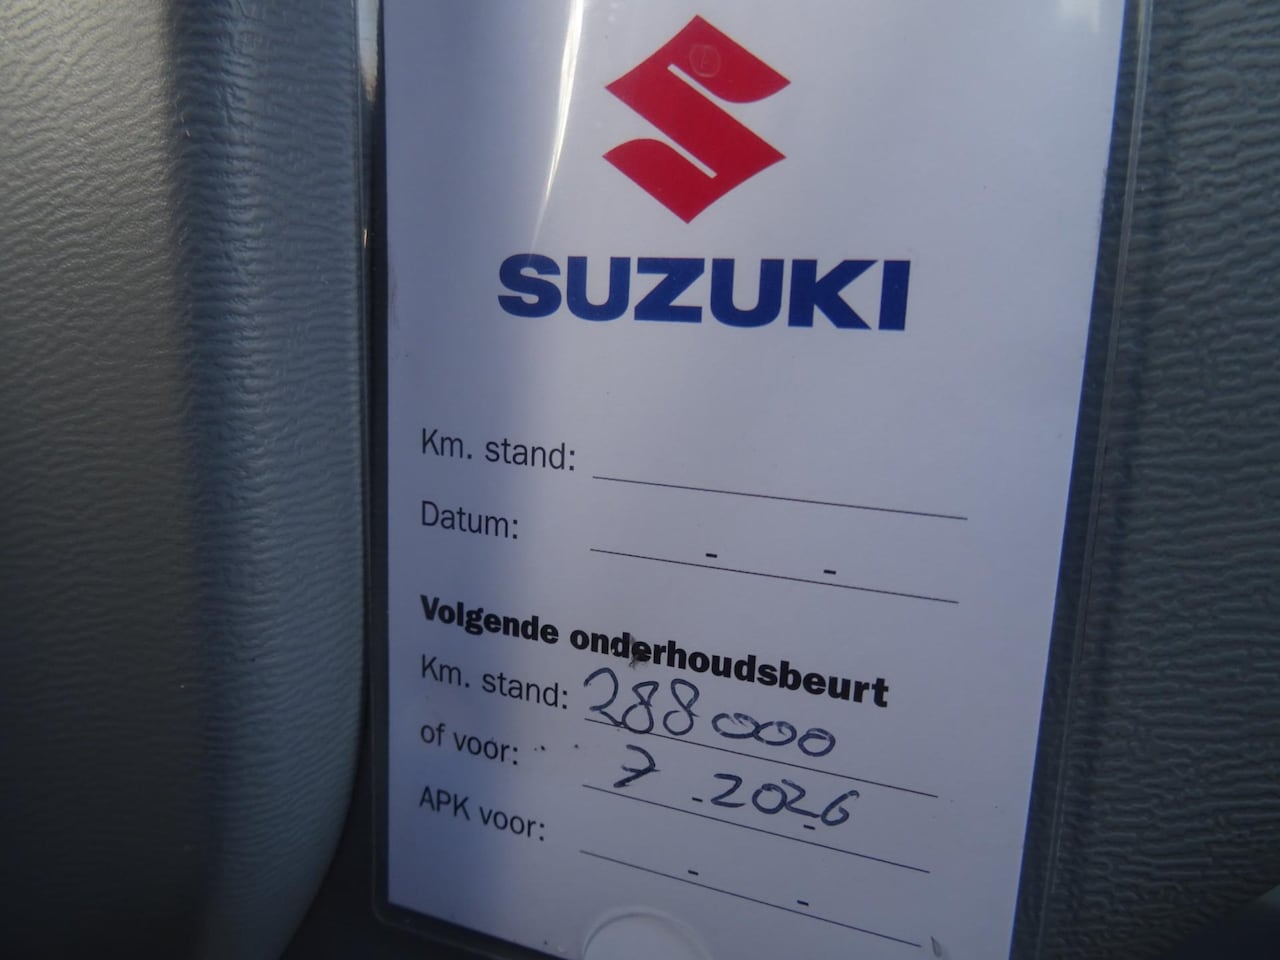 SUZUKI
Km. stand:
Datum: - -
Volgende onderhoudsbeurt
Km. stand: 288000
of voor: 7 - 2026
APK voor: - -